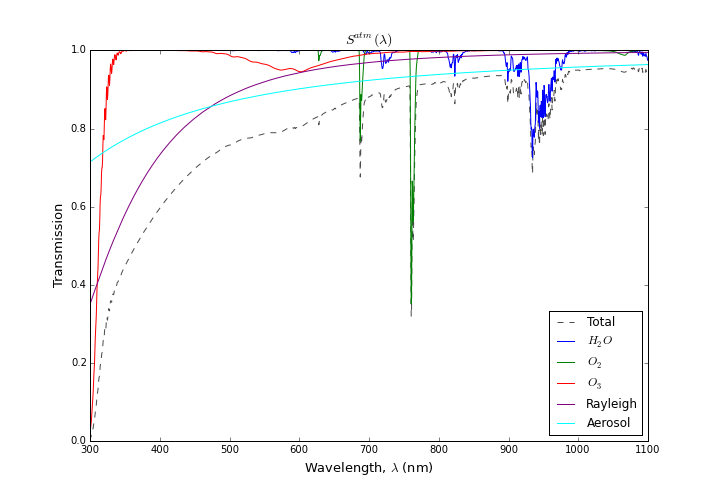 S^{atm}(λ)
Transmission
1.0
0.8
0.6
0.4
0.2
0.0
300 400 500 600 700 800 900 1000 1100
Wavelength, λ (nm)
Total
H₂O
O₂
O₃
Rayleigh
Aerosol